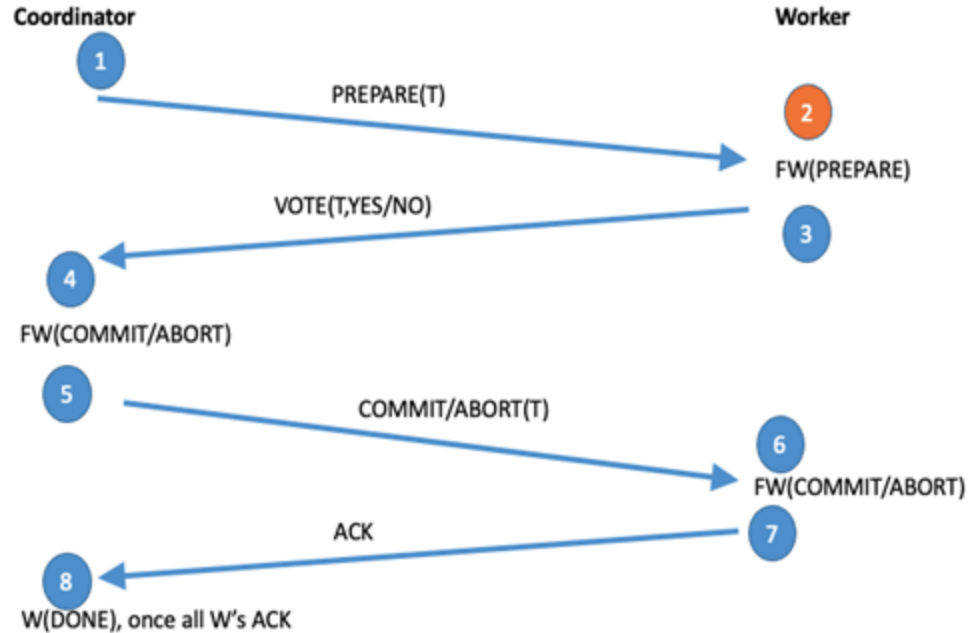 Coordinator
Worker
1
PREPARE(T)
2
FW(PREPARE)
VOTE(T,YES/NO)
3
4
FW(COMMIT/ABORT)
5
COMMIT/ABORT(T)
6
FW(COMMIT/ABORT)
ACK
7
8
W(DONE), once all W's ACK